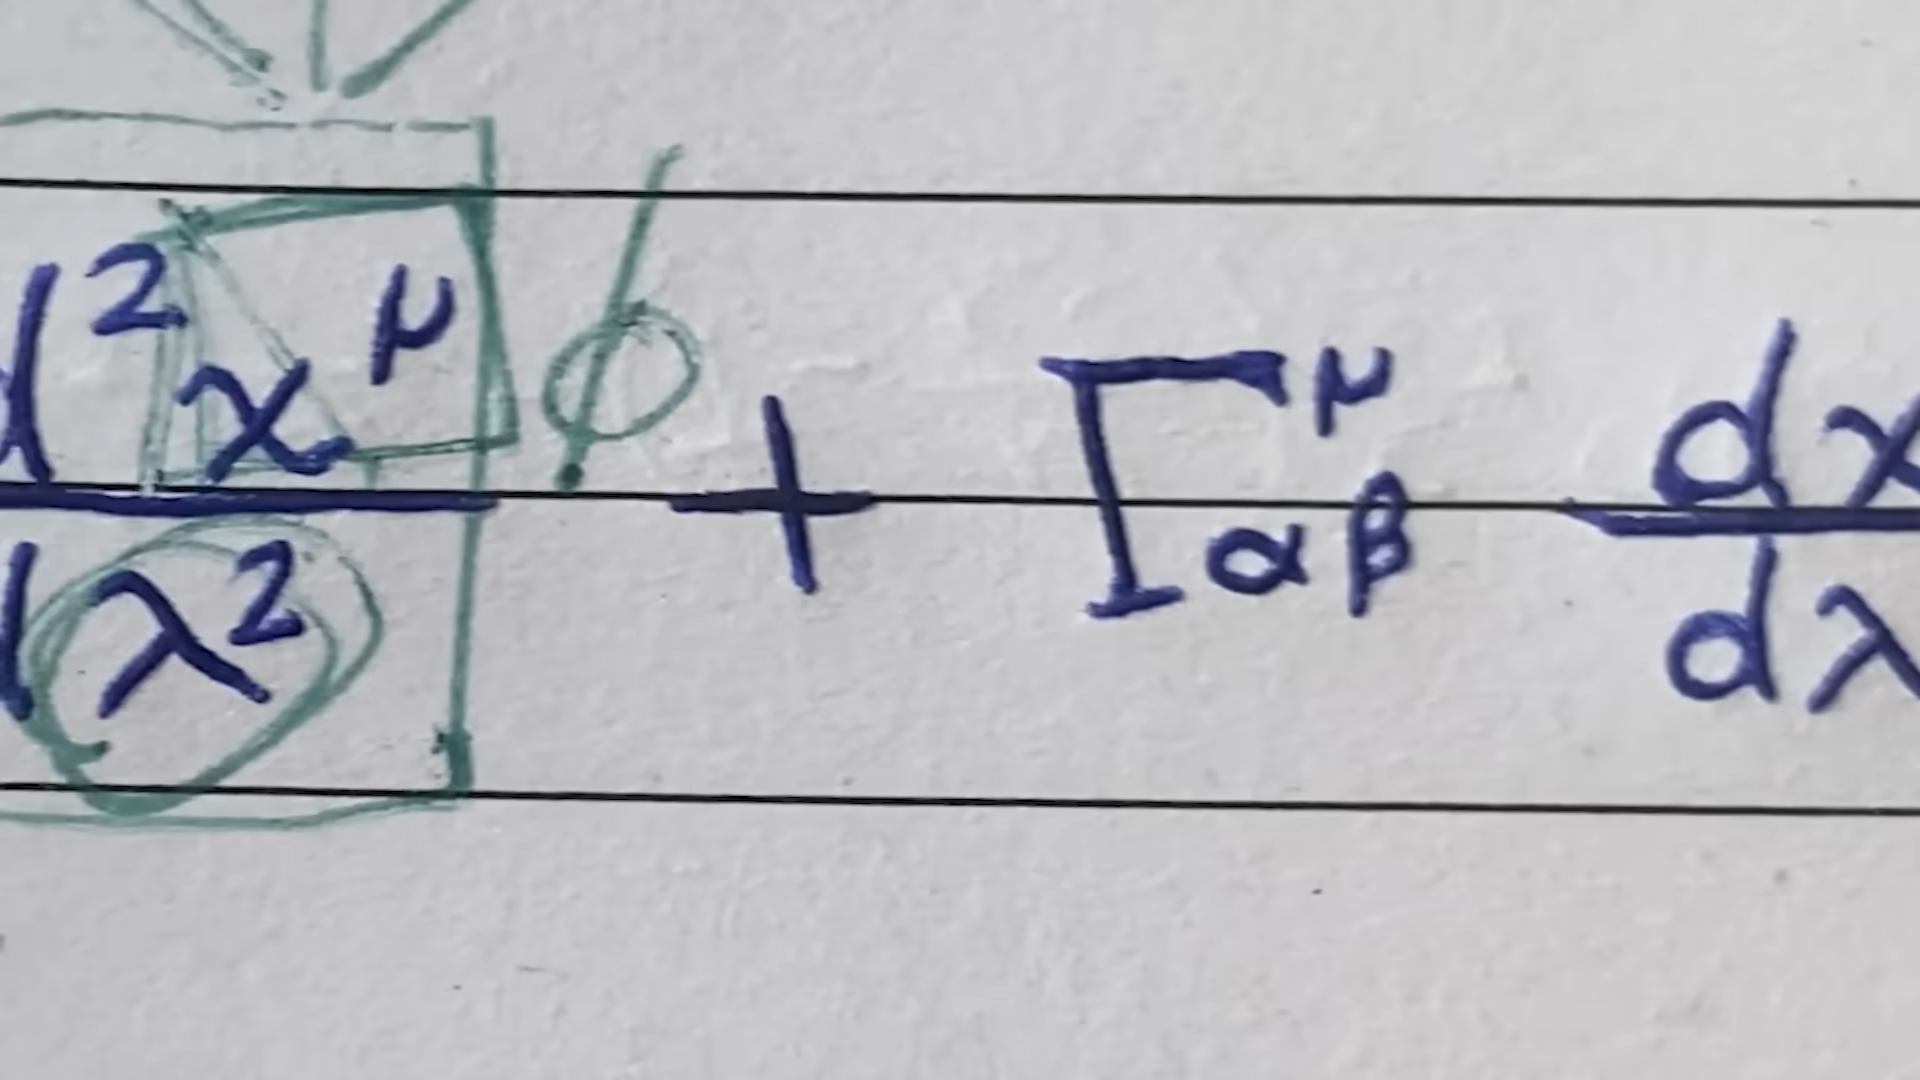 d²x^μ ϕ + Γ^μ_αβ dx
dλ² dλ